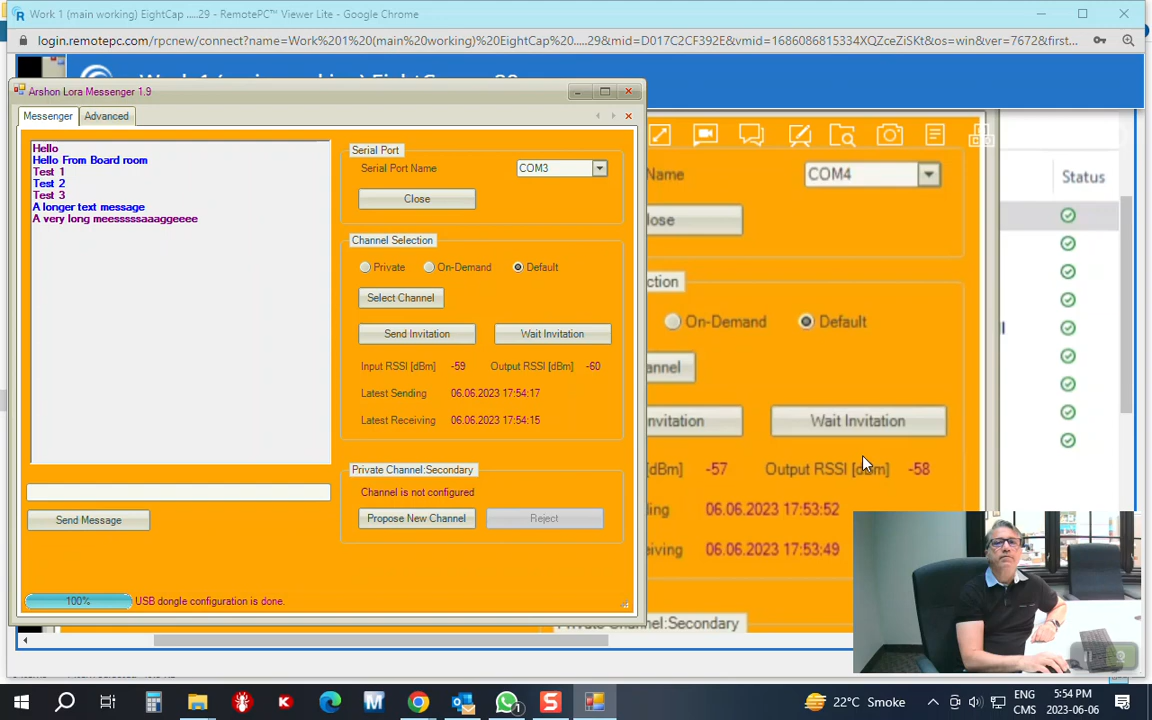 Work 1 (main working) EightCap .....29 - RemotePC™ Viewer Lite - Google Chrome
login.remotepc.com/rpcnew/connect?name=Work%201%20(main%20working)%20EightCap%20.....29&mid=D017C2CF392E&vmid=1686086815334XQZceZiSKt&os=win&ver=7672&first...
Arshon Lora Messenger 1.9
Messenger
Advanced
Hello
Hello From Board room
Test 1
Test 2
Test 3
A longer text message
A very long meesssssaaaggeeee
Send Message
100%
USB dongle configuration is done.
Serial Port
Serial Port Name
COM3
Close
Channel Selection
Private
On-Demand
Default
Select Channel
Send Invitation
Wait Invitation
Input RSSI [dBm] -59 Output RSSI [dBm] -60
Latest Sending 06.06.2023 17:54:17
Latest Receiving 06.06.2023 17:54:15
Private Channel:Secondary
Channel is not configured
Propose New Channel
Reject
Name COM4
lose
ction
On-Demand Default
annel
nvitation Wait Invitation
[dBm] -57 Output RSSI [dBm] -58
ding 06.06.2023 17:53:52
eiving 06.06.2023 17:53:49
Private Channel:Secondary
Status
22°C Smoke
ENG
CMS
5:54 PM
2023-06-06